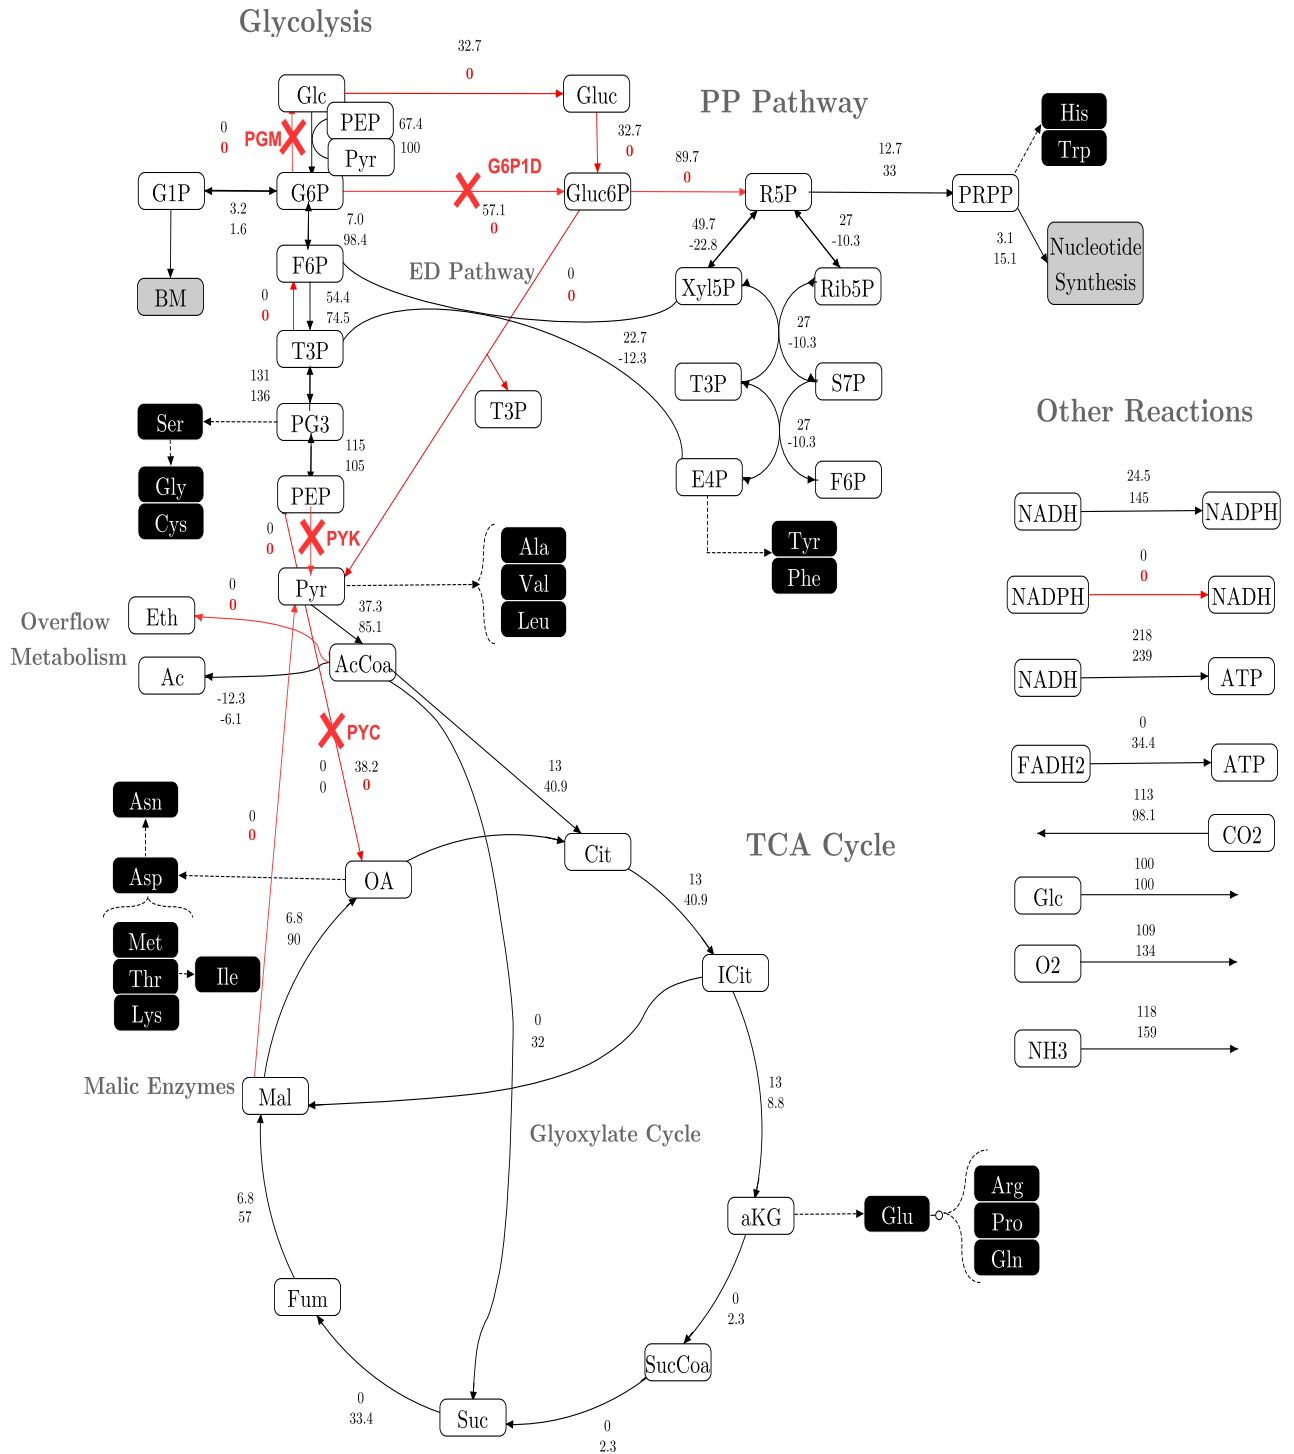 Glycolysis
32.7
0
Glc
Gluc
PP Pathway
PEP
67.4
His
0
PGM
0
32.7
0
Pyr
100
Trp
G6P1D
89.7
0
12.7
33
G1P
G6P
Gluc6P
R5P
PRPP
3.2
1.6
7.0
98.4
57.1
0
49.7
-22.8
27
-10.3
3.1
15.1
Nucleotide
Synthesis
F6P
ED Pathway
0
0
Xyl5P
Rib5P
BM
0
0
54.4
74.5
27
-10.3
T3P
22.7
-12.3
131
136
T3P
S7P
T3P
Other Reactions
Ser
PG3
27
-10.3
115
105
Gly
PEP
E4P
F6P
24.5
145
NADH
NADPH
Cys
0
0
PYK
Ala
Tyr
0
0
Val
Phe
Pyr
NADPH
NADH
0
0
Leu
Eth
37.3
85.1
Overflow
Metabolism
218
239
AcCoa
Ac
NADH
ATP
-12.3
-6.1
PYC
0
34.4
0
0
38.2
0
13
40.9
FADH2
ATP
Asn
0
0
113
98.1
TCA Cycle
CO2
Cit
Asp
OA
13
40.9
100
100
Glc
6.8
90
Met
109
134
Thr
Ile
ICit
O2
Lys
0
32
118
159
NH3
Malic Enzymes
Mal
13
8.8
Glyoxylate Cycle
6.8
57
aKG
Glu
Arg
Pro
Gln
Fum
0
2.3
SucCoa
0
33.4
Suc
0
2.3